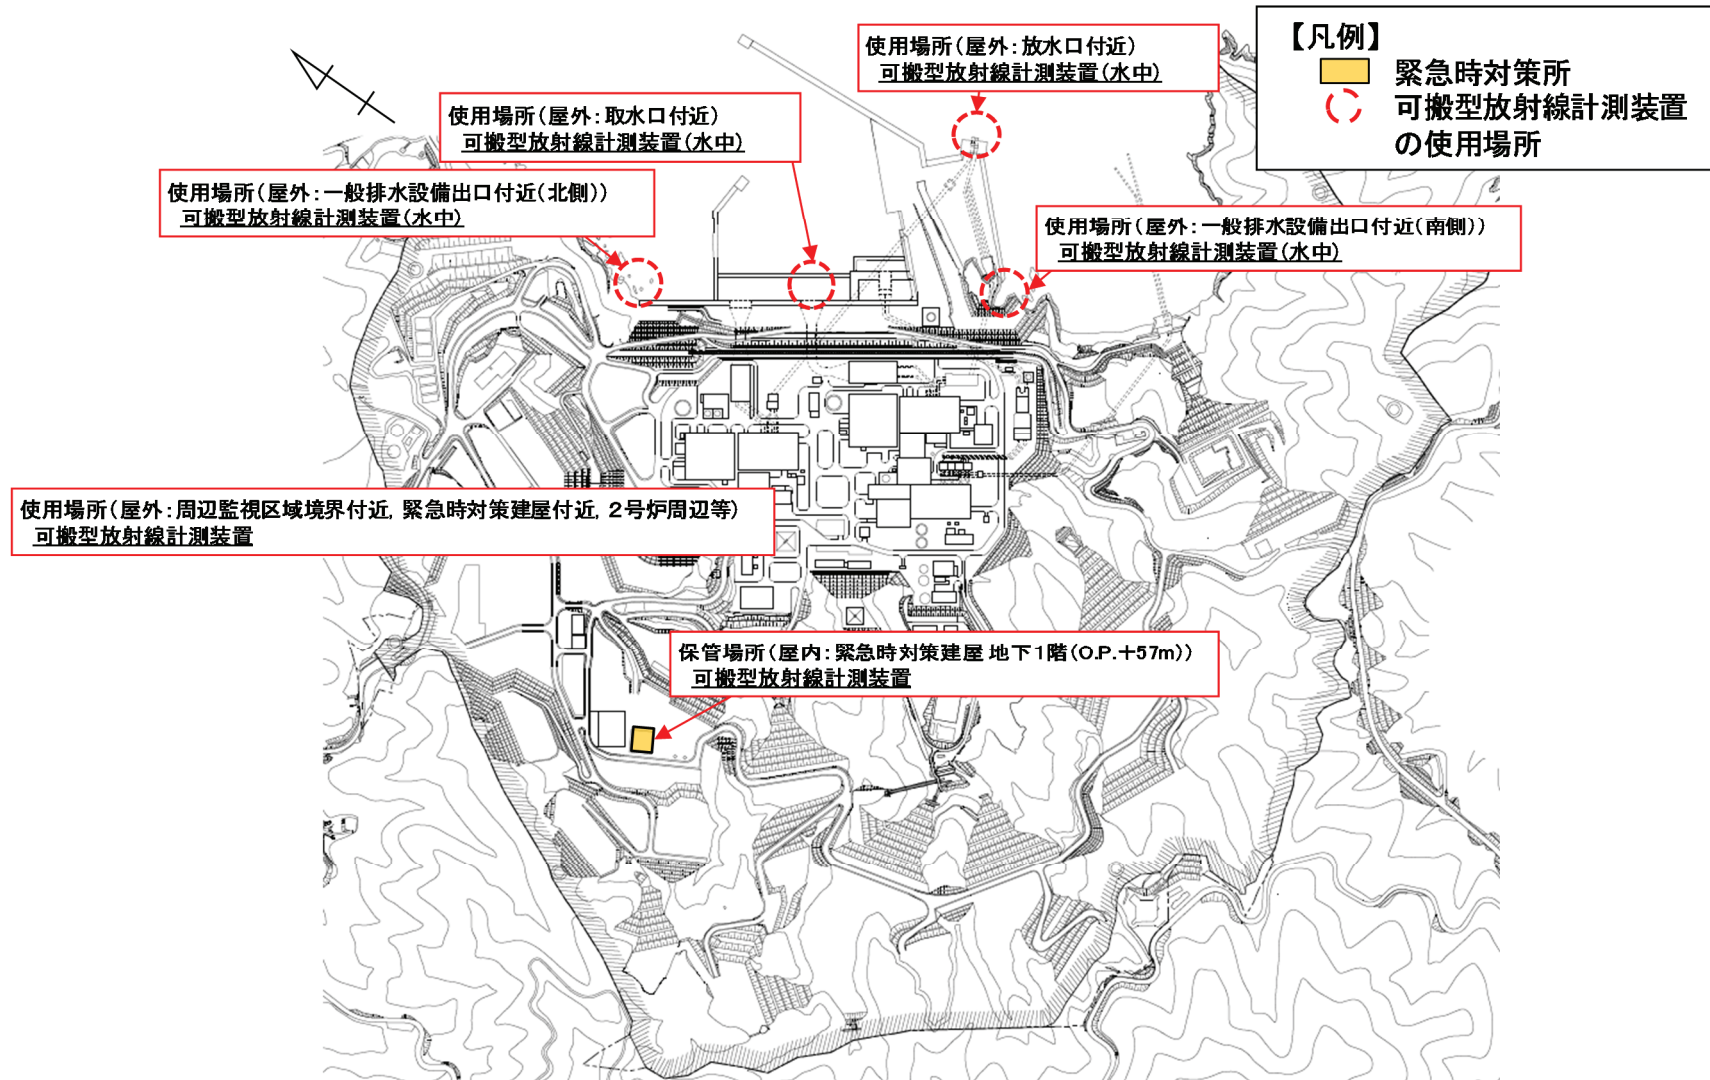 使用場所(屋外:放水口付近)
可搬型放射線計測装置(水中)
【凡例】
緊急時対策所
可搬型放射線計測装置
の使用場所
使用場所(屋外:取水口付近)
可搬型放射線計測装置(水中)
使用場所(屋外:一般排水設備出口付近(北側))
可搬型放射線計測装置(水中)
使用場所(屋外:一般排水設備出口付近(南側))
可搬型放射線計測装置(水中)
使用場所(屋外:周辺監視区域境界付近,緊急時対策建屋付近,2号炉周辺等)
可搬型放射線計測装置
保管場所(屋内:緊急時対策建屋 地下1階(O.P.+57m))
可搬型放射線計測装置